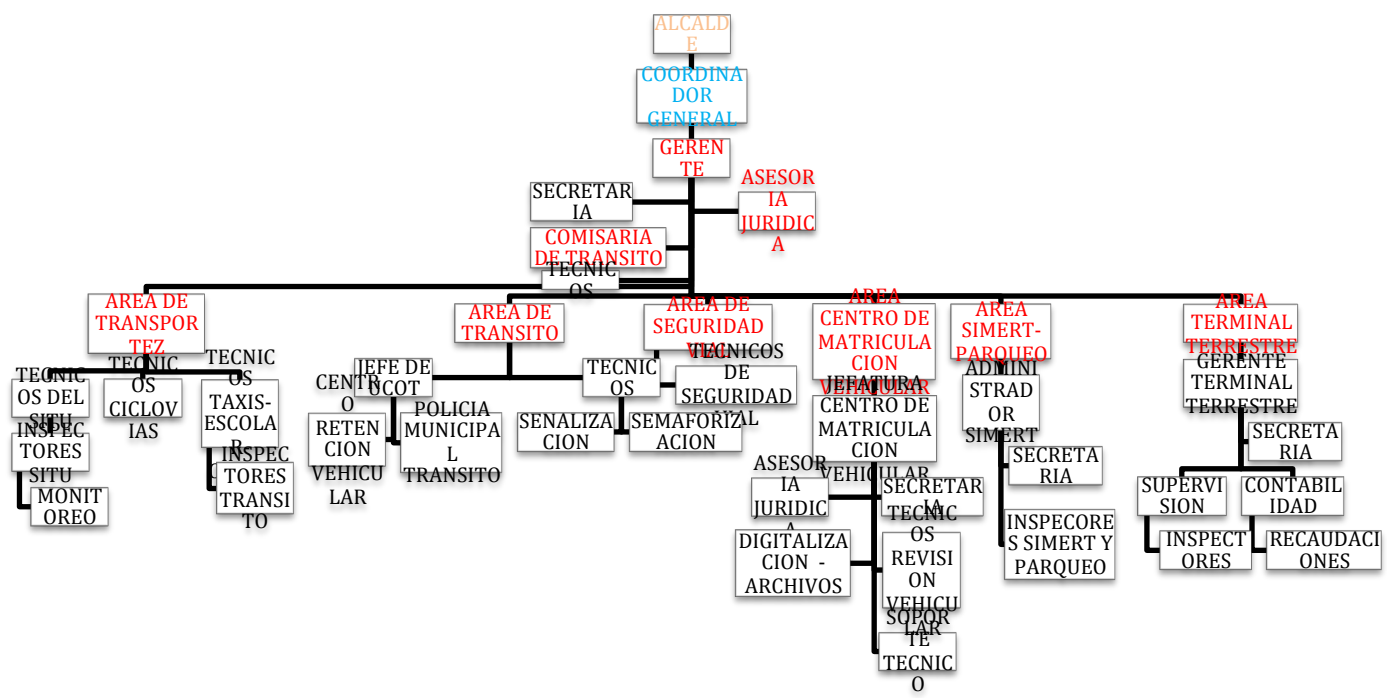 ALCALD
E
COORDINA
DOR
GENERAL
GEREN
TE
SECRETAR
IA
ASESOR
IA
JURIDIC
A
COMISARIA
DE TRANSITO
TECNIC
OS
AREA DE
TRANSPOR
TEZ
TECNIC
OS DEL
SITU
INSPEC
TORES
SITU
MONIT
OREO
TECNIC
OS
CICLOV
IAS
TECNIC
OS
TAXIS-
ESCOLA
R-
INSPEC
TORES
TRANSI
TO
AREA DE
TRANSITO
JEFE DE
UCOT
CENTR
O
RETEN
CION
VEHICU
LAR
POLICIA
MUNICIPA
L
TRANSITO
TECNIC
OS
SENALIZA
CION
SEMAFORIZ
ACION
AREA DE
SEGURIDAD
VIAL
TECNICOS
DE
SEGURIDAD
VIAL
AREA
CENTRO DE
MATRICULA
CION
VEHICULAR
JEFATURA
CENTRO DE
MATRICULA
CION
VEHICULAR
ASESOR
IA
JURIDIC
A
SECRETAR
IA
DIGITALIZA
CION -
ARCHIVOS
TECNIC
OS
REVISI
ON
VEHICU
LAR
SOPOR
TE
TECNIC
O
AREA
SIMERT-
PARQUEO
ADMINI
STRAD
OR
SIMERT
SECRETA
RIA
INSPECORE
S SIMERT Y
PARQUEO
AREA
TERMINAL
TERRESTRE
GERENTE
TERMINAL
TERRESTRE
SECRETA
RIA
SUPERVI
SION
INSPECT
ORES
CONTABIL
IDAD
RECAUDACI
ONES